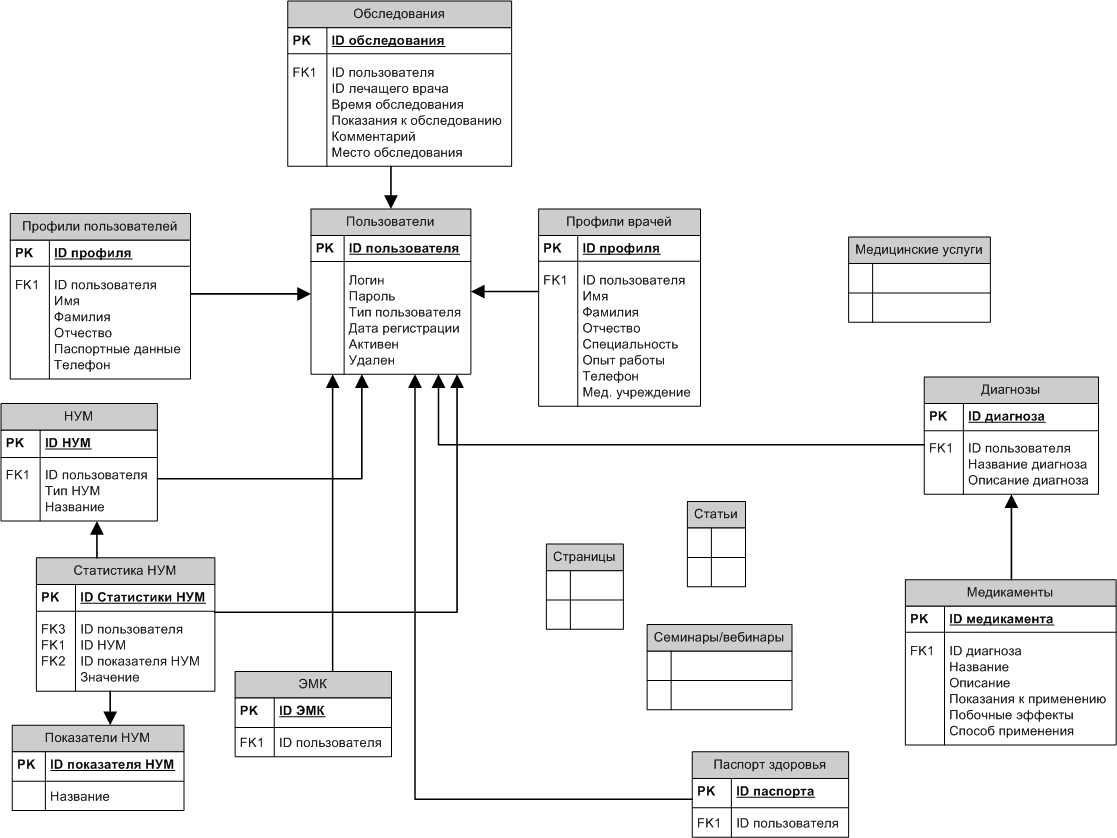 Обследования
PK ID обследования
FK1 ID пользователя
ID лечащего врача
Время обследования
Показания к обследованию
Комментарий
Место обследования
Профили пользователей
PK ID профиля
FK1 ID пользователя
Имя
Фамилия
Отчество
Паспортные данные
Телефон
Пользователи
PK ID пользователя
Логин
Пароль
Тип пользователя
Дата регистрации
Активен
Удален
Профили врачей
PK ID профиля
FK1 ID пользователя
Имя
Фамилия
Отчество
Специальность
Опыт работы
Телефон
Мед. учреждение
Медицинские услуги
Диагнозы
PK ID диагноза
FK1 ID пользователя
Название диагноза
Описание диагноза
НУМ
PK ID НУМ
FK1 ID пользователя
Тип НУМ
Название
Статьи
Страницы
Статистика НУМ
PK ID Статистики НУМ
FK3 ID пользователя
FK1 ID НУМ
FK2 ID показателя НУМ
Значение
Медикаменты
PK ID медикамента
FK1 ID диагноза
Название
Описание
Показания к применению
Побочные эффекты
Способ применения
Семинары/вебинары
ЭМК
PK ID ЭМК
FK1 ID пользователя
Показатели НУМ
PK ID показателя НУМ
Название
Паспорт здоровья
PK ID паспорта
FK1 ID пользователя